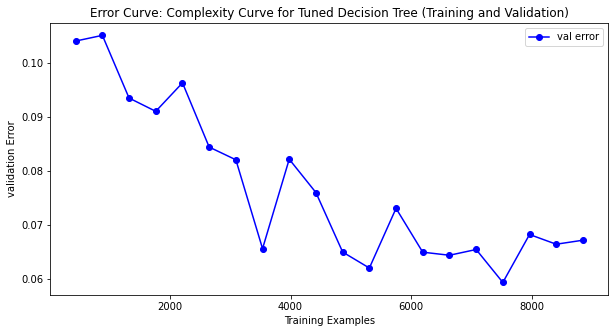 Error Curve: Complexity Curve for Tuned Decision Tree (Training and Validation)
val error
0.10
0.09
0.08
0.07
0.06
validation Error
2000 4000 6000 8000
Training Examples